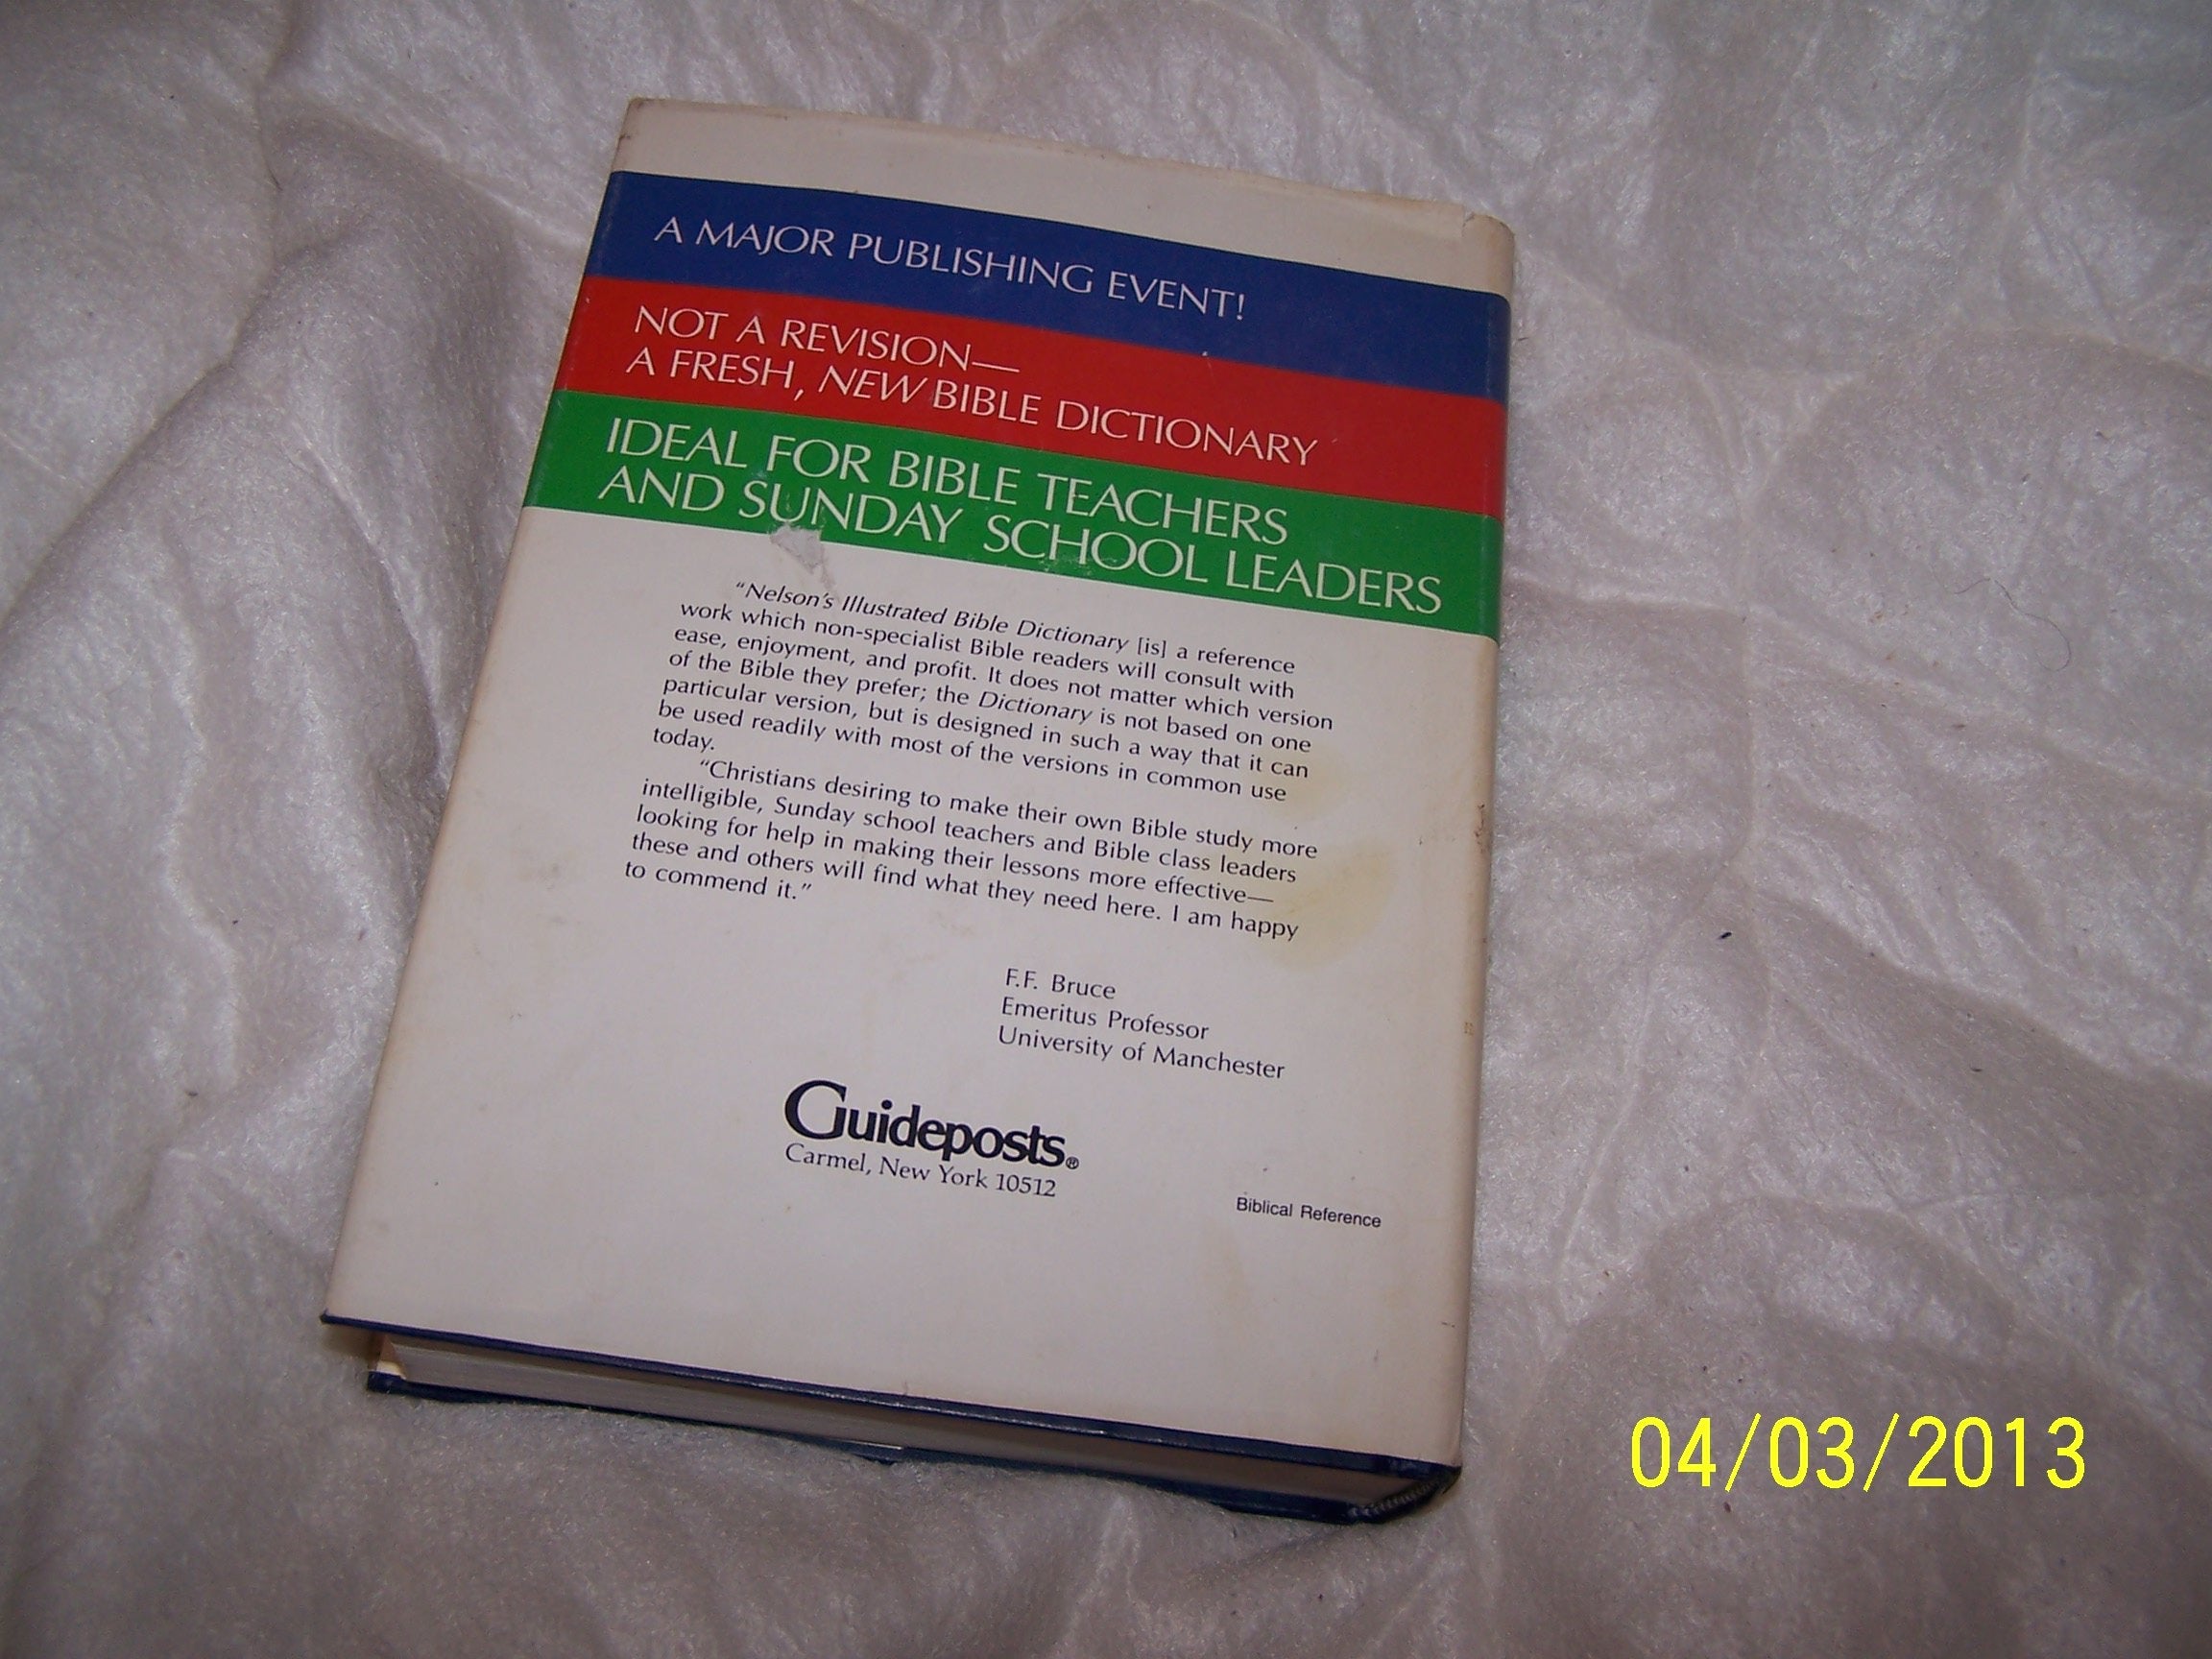 A MAJOR PUBLISHING EVENT!
NOT A REVISION—
A FRESH, NEW BIBLE DICTIONARY
IDEAL FOR BIBLE TEACHERS
AND SUNDAY SCHOOL LEADERS
“Nelson’s Illustrated Bible Dictionary [is] a reference
work which non-specialist Bible readers will consult with
ease, enjoyment, and profit. It does not matter which version
of the Bible they prefer; the Dictionary is not based on one
particular version, but is designed in such a way that it can
be used readily with most of the versions in common use
today.
“Christians desiring to make their own Bible study more
intelligible, Sunday school teachers and Bible class leaders
looking for help in making their lessons more effective—
these and others will find what they need here. I am happy
to commend it.”
F.F. Bruce
Emeritus Professor
University of Manchester
Guideposts®
Carmel, New York 10512
Biblical Reference
04/03/2013